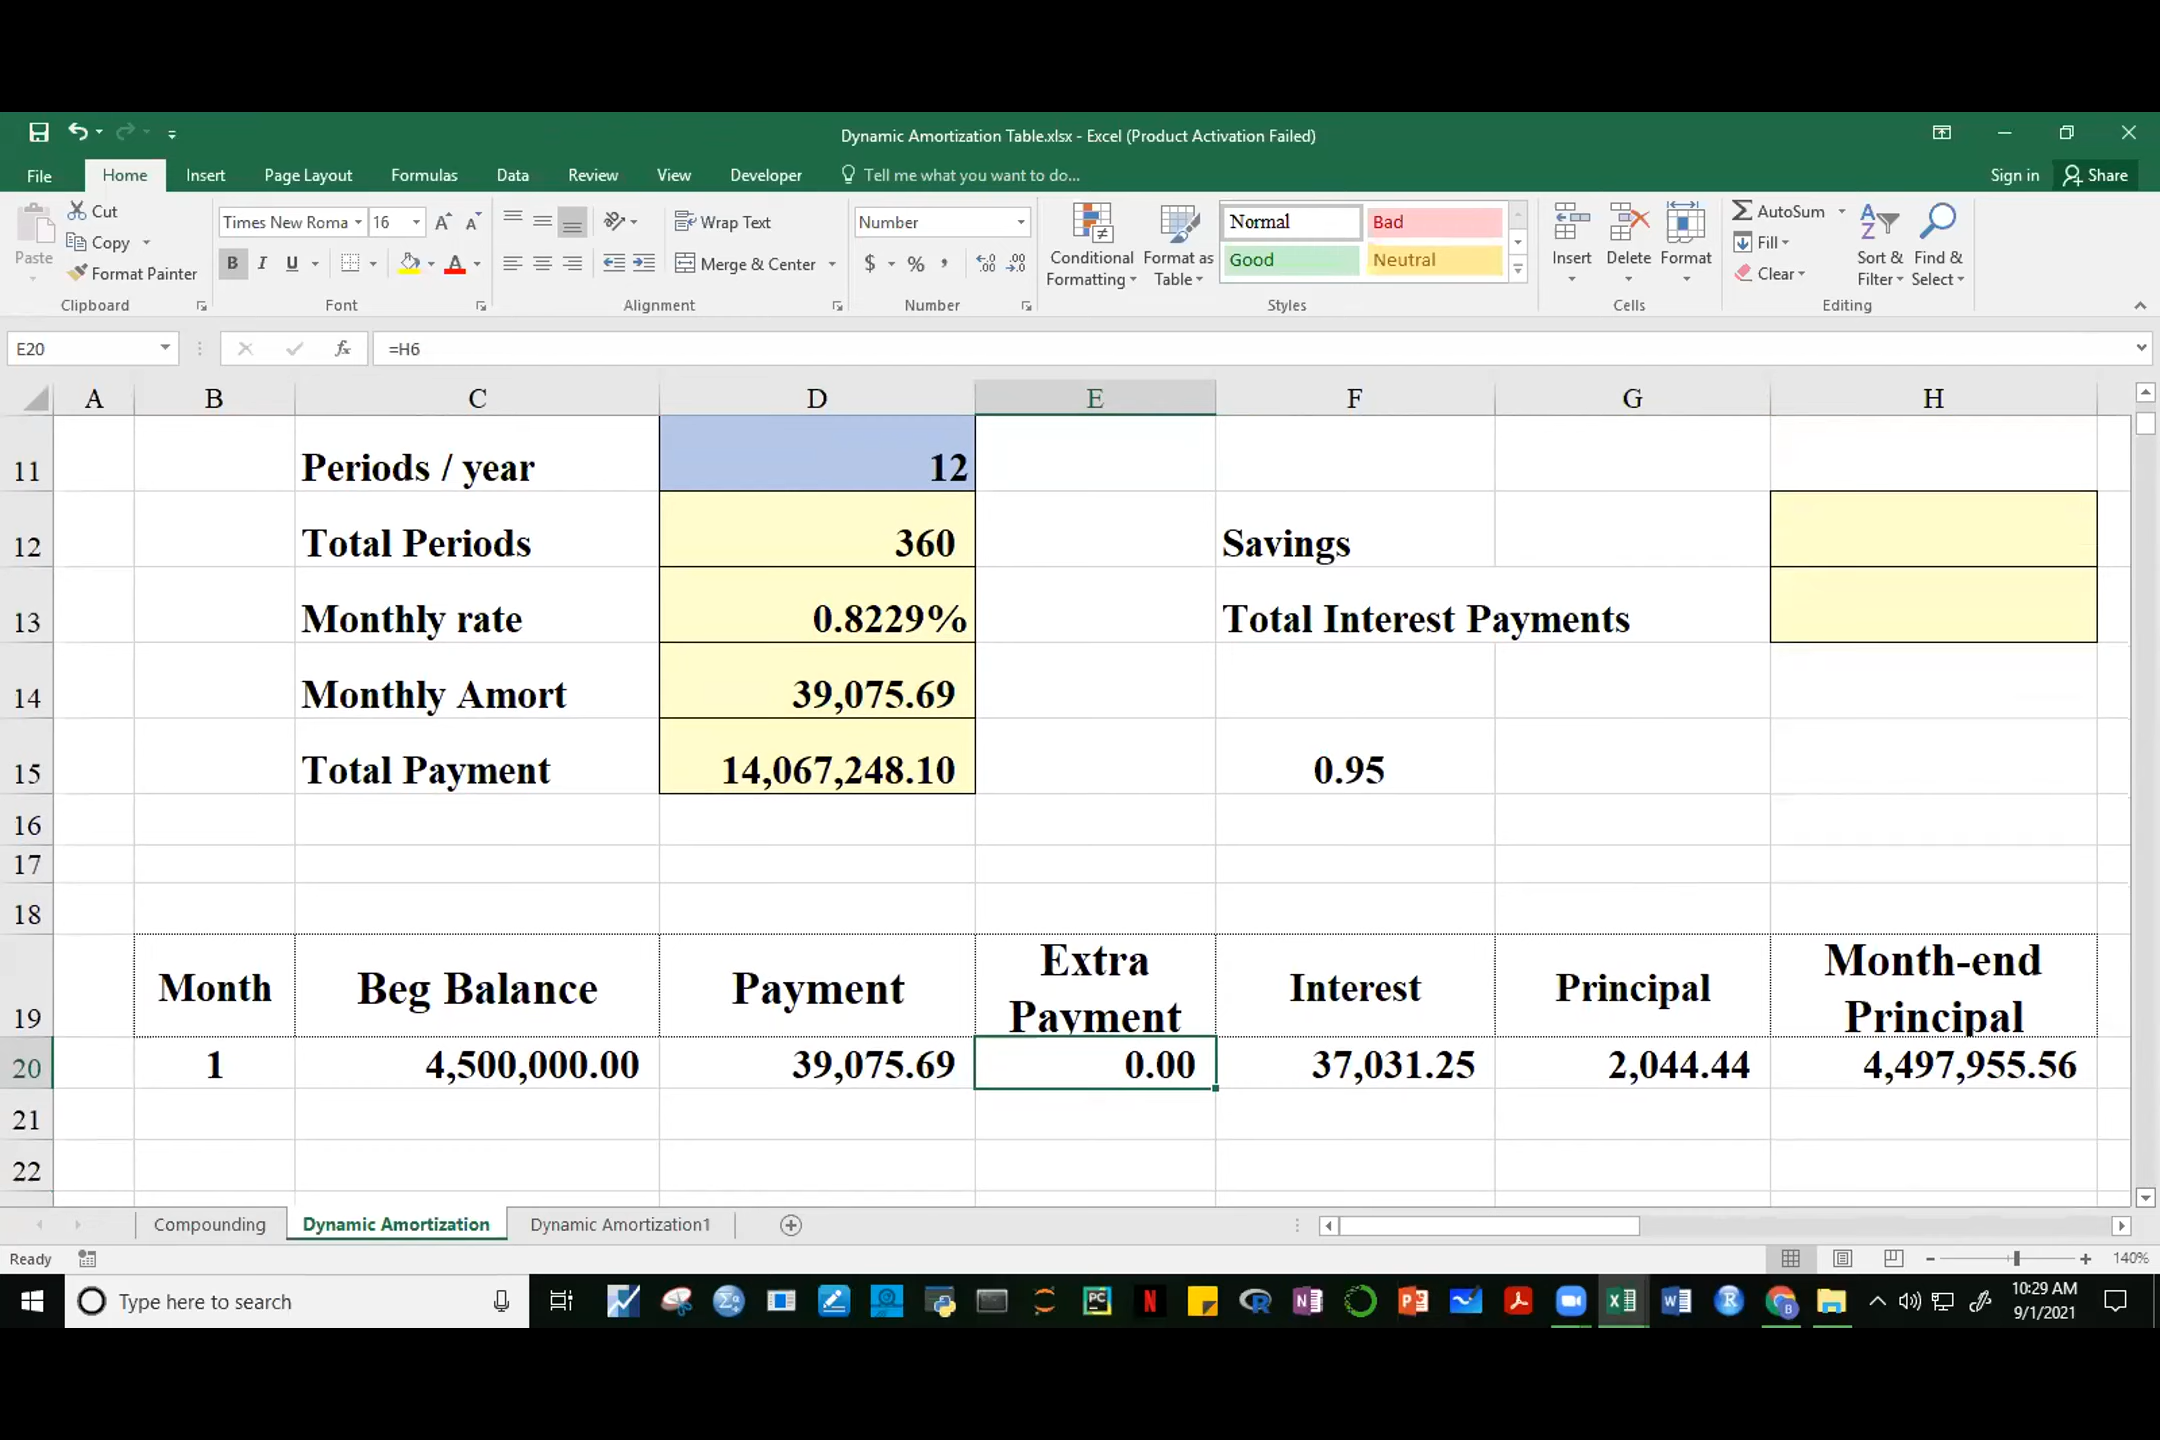 Dynamic Amortization Table.xlsx - Excel (Product Activation Failed)
File Home Insert Page Layout Formulas Data Review View Developer Tell me what you want to do... Sign in Share
Paste
Cut
Copy
Format Painter
Clipboard
Times New Roma 16
B I U
Font
Wrap Text
Merge & Center
Alignment
Number
$ % ,
Number
Conditional Formatting
Format as Table
Normal Bad
Good Neutral
Styles
Insert Delete Format
Cells
AutoSum
Fill
Clear
Sort & Filter
Find & Select
Editing
E20 fx =H6
A B C D E F G H
11 Periods / year 12
12 Total Periods 360 Savings
13 Monthly rate 0.8229% Total Interest Payments
14 Monthly Amort 39,075.69
15 Total Payment 14,067,248.10 0.95
16
17
18
19 Month Beg Balance Payment Extra Payment Interest Principal Month-end Principal
20 1 4,500,000.00 39,075.69 0.00 37,031.25 2,044.44 4,497,955.56
21
22
Compounding Dynamic Amortization Dynamic Amortization1
Ready 140%
Type here to search
10:29 AM
9/1/2021